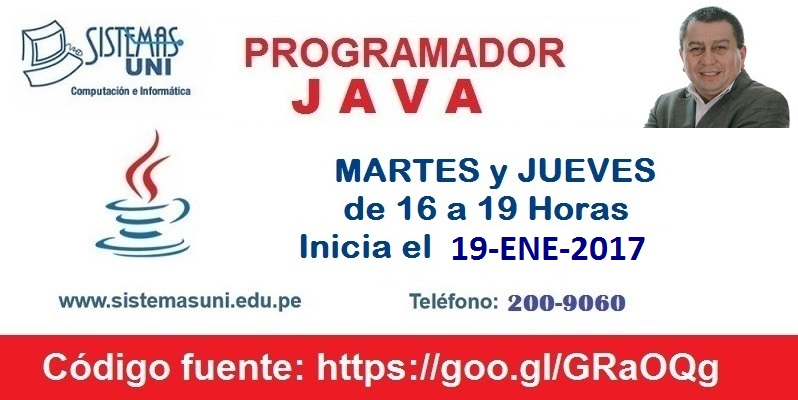 SISTEMAS
UNI
Computación e Informática
PROGRAMADOR
JAVA
MARTES y JUEVES
de 16 a 19 Horas
Inicia el 19-ENE-2017
www.sistemasuni.edu.pe
Teléfono: 200-9060
Código fuente: https://goo.gl/GRaOQg